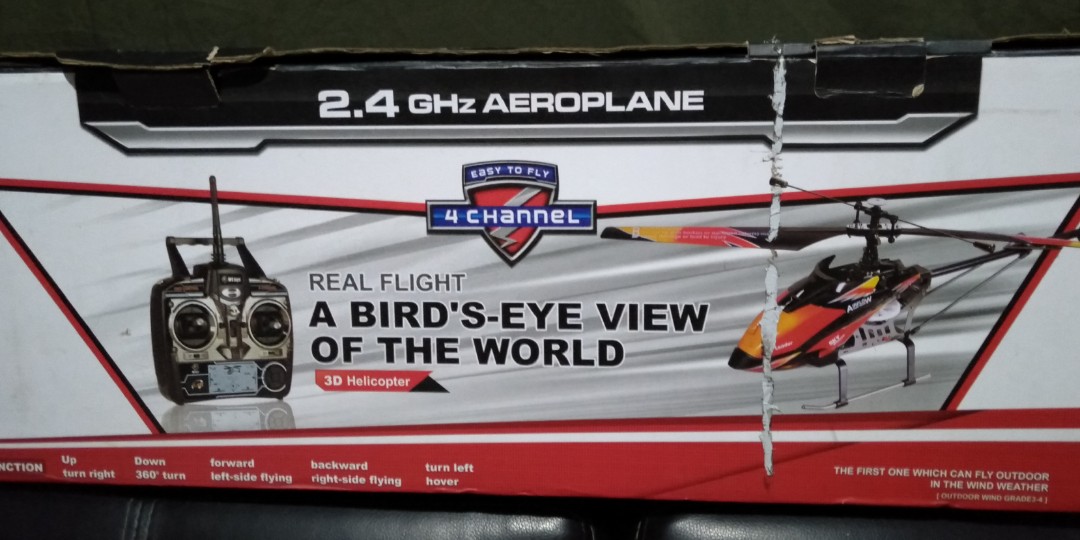 2.4 GHz AEROPLANE
EASY TO FLY
4 CHANNEL
REAL FLIGHT
A BIRD'S-EYE VIEW
OF THE WORLD
3D Helicopter
NCTION
Up Down forward backward turn left
turn right 360° turn left-side flying right-side flying hover
THE FIRST ONE WHICH CAN FLY OUTDOOR
IN THE WIND WEATHER
[ OUTDOOR WIND GRADE3-4 ]